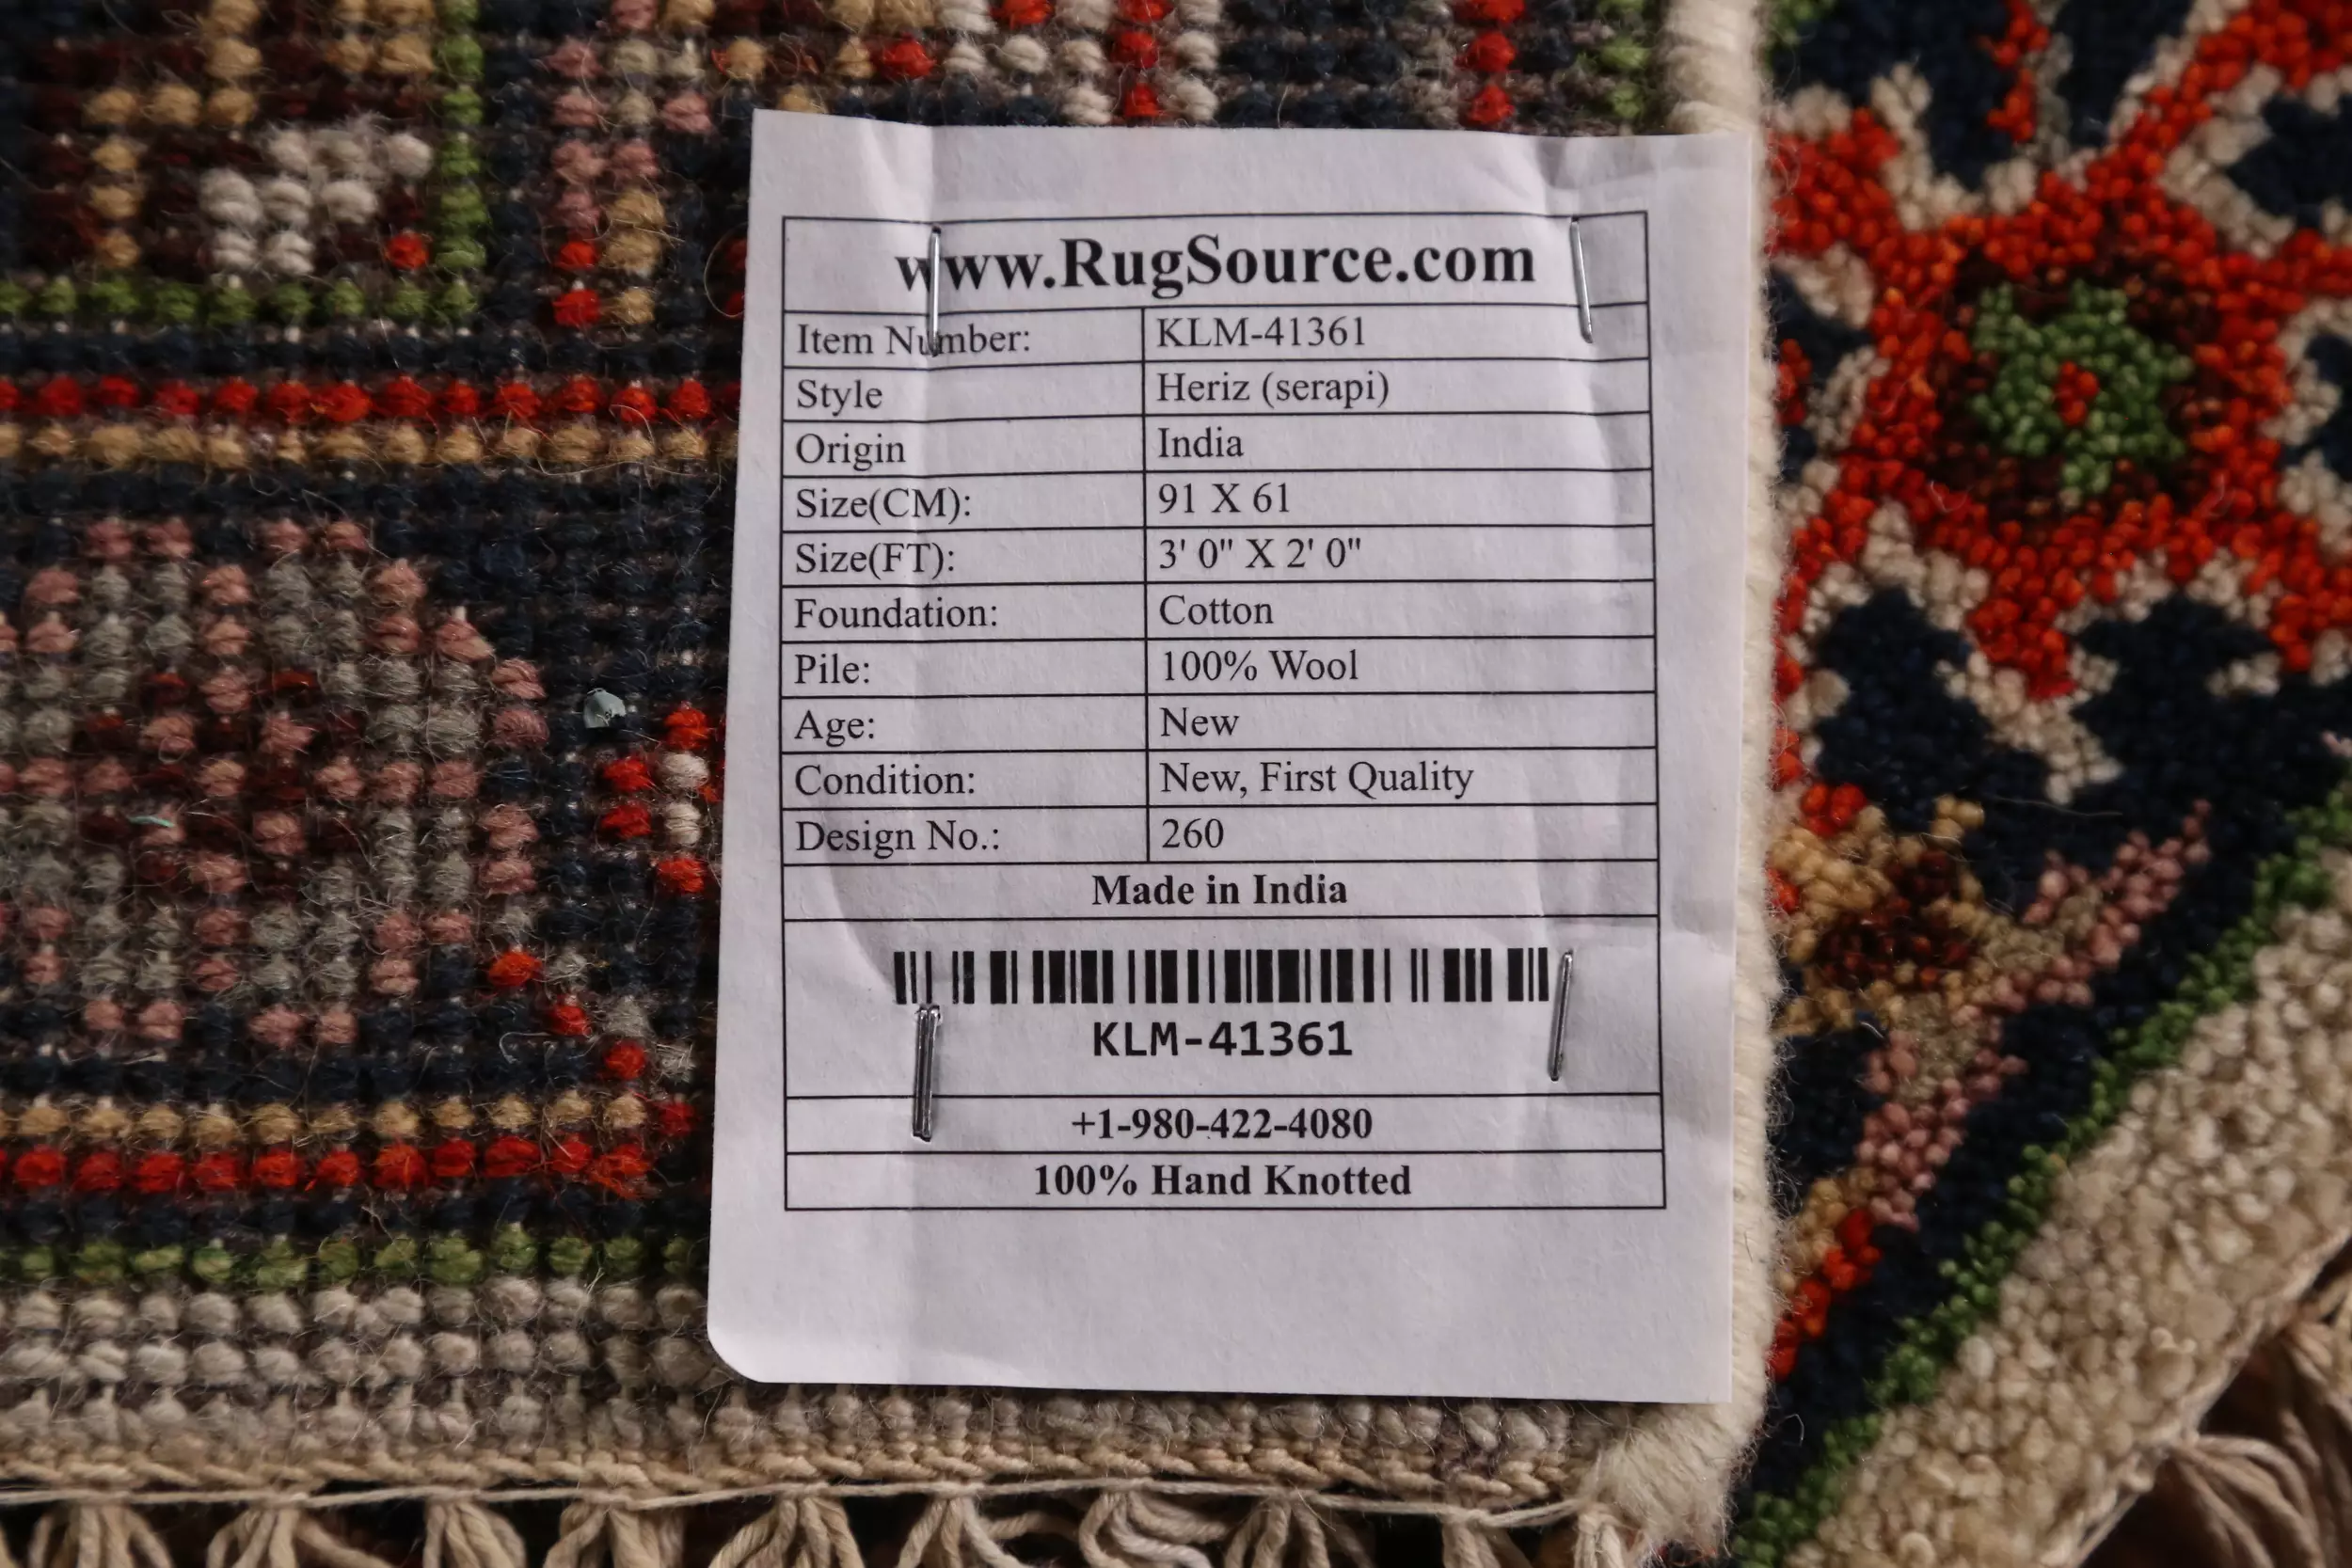 www.RugSource.com
Item Number: KLM-41361
Style Heriz (serapi)
Origin India
Size(CM): 91 X 61
Size(FT): 3' 0" X 2' 0"
Foundation: Cotton
Pile: 100% Wool
Age: New
Condition: New, First Quality
Design No.: 260
Made in India
KLM-41361
+1-980-422-4080
100% Hand Knotted